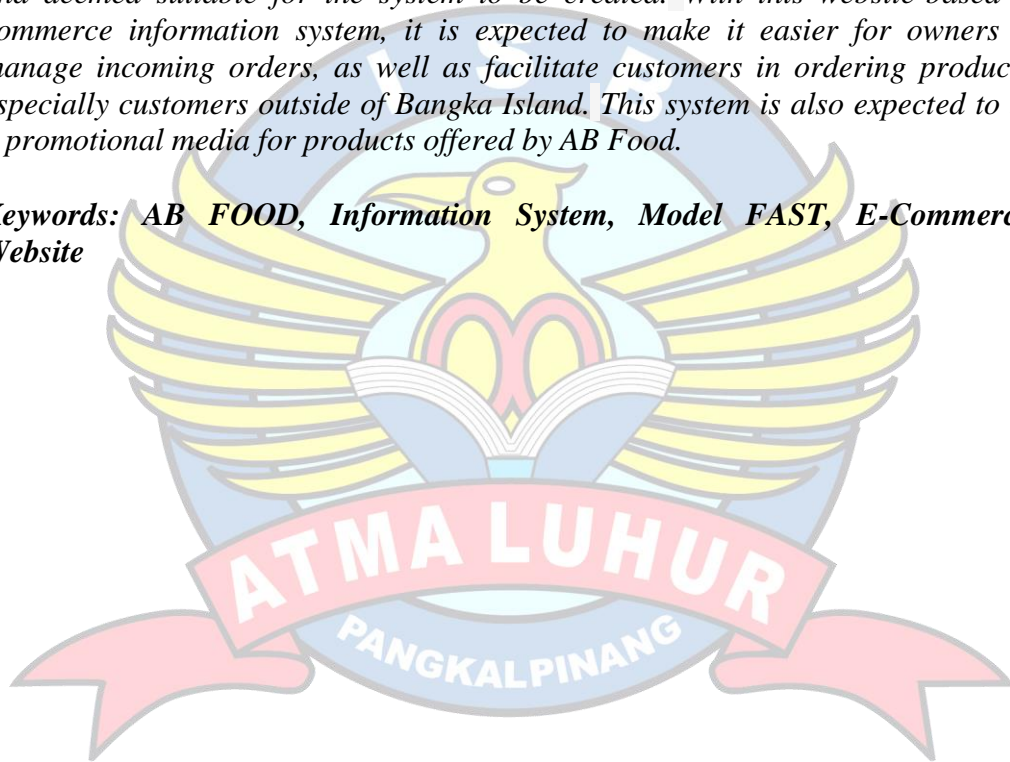 deemed suitable for the system to be created. With this website-based
commerce information system, it is expected to make it easier for owners
manage incoming orders, as well as facilitate customers in ordering
especially customers outside of Bangka Island. This system is also expected to
promotional media for products offered by AB Food.
Keywords: AB FOOD, Information System, Model FAST,
Website
I S B
ATMA LUHUR
PANGKALPINANG